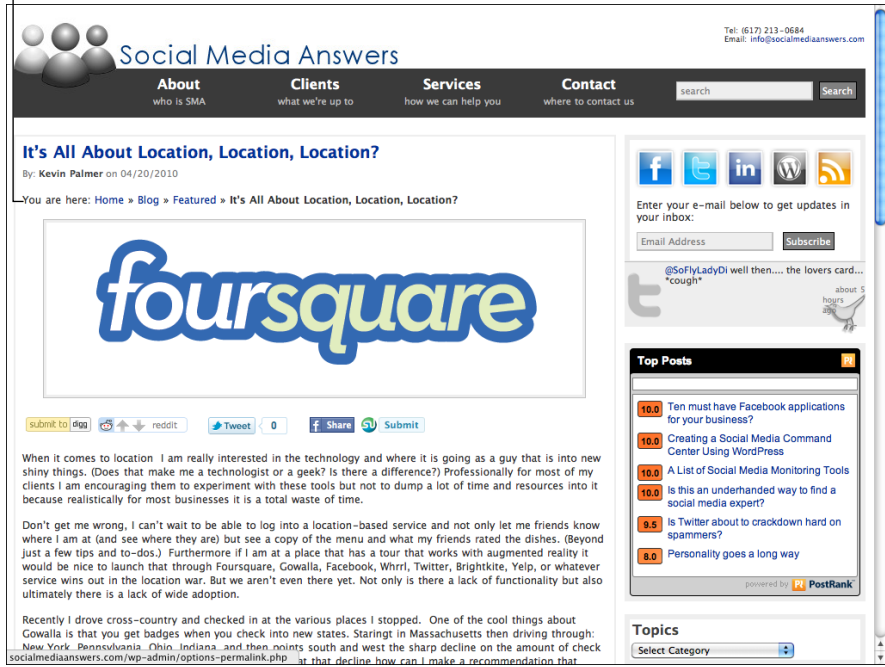 Social Media Answers
Tel: (617) 213-0684
Email: info@socialmediaanswers.com
About
who is SMA
Clients
what we're up to
Services
how we can help you
Contact
where to contact us
search
Search
It's All About Location, Location, Location?
By: Kevin Palmer on 04/20/2010
You are here: Home » Blog » Featured » It's All About Location, Location, Location?
foursquare
submit to digg
reddit
Tweet 0
f Share
Submit
When it comes to location I am really interested in the technology and where it is going as a guy that is into new
shiny things. (Does that make me a technologist or a geek? Is there a difference?) Professionally for most of my
clients I am encouraging them to experiment with these tools but not to dump a lot of time and resources into it
because realistically for most businesses it is a total waste of time.
Don't get me wrong, I can't wait to be able to log into a location-based service and not only let me friends know
where I am at (and see where they are) but see a copy of the menu and what my friends rated the dishes. (Beyond
just a few tips and to-dos.) Furthermore if I am at a place that has a tour that works with augmented reality it
would be nice to launch that through Foursquare, Gowalla, Facebook, Whrrl, Twitter, Brightkite, Yelp, or whatever
service wins out in the location war. But we aren't even there yet. Not only is there a lack of functionality but also
ultimately there is a lack of wide adoption.
Recently I drove cross-country and checked in at the various places I stopped. One of the cool things about
Gowalla is that you get badges when you check into new states. Staringt in Massachusetts then driving through:
New York, Pennsylvania, Ohio, Indiana, and then points south and west the sharp decline on the amount of check
at that decline how can I make a recommendation that
socialmediaanswers.com/wp-admin/options-permalink.php
f t in W
Enter your e-mail below to get updates in
your inbox:
Email Address
Subscribe
@SoFlyLadyDi well then.... the lovers card...
*cough*
about 5
hours
ago
Top Posts
10.0 Ten must have Facebook applications
for your business?
10.0 Creating a Social Media Command
Center Using WordPress
10.0 A List of Social Media Monitoring Tools
10.0 Is this an underhanded way to find a
social media expert?
9.5 Is Twitter about to crackdown hard on
spammers?
8.0 Personality goes a long way
powered by PostRank
Topics
Select Category